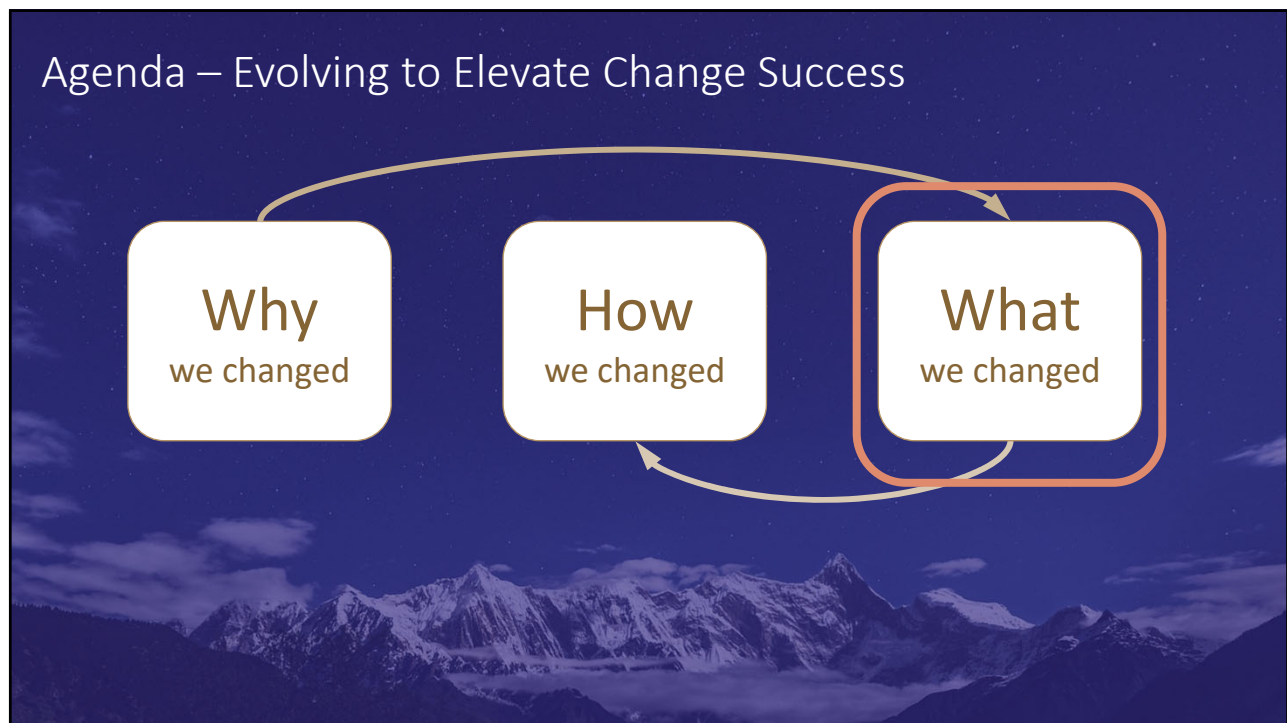 Agenda – Evolving to Elevate Change Success
Why
we changed
How
we changed
What
we changed